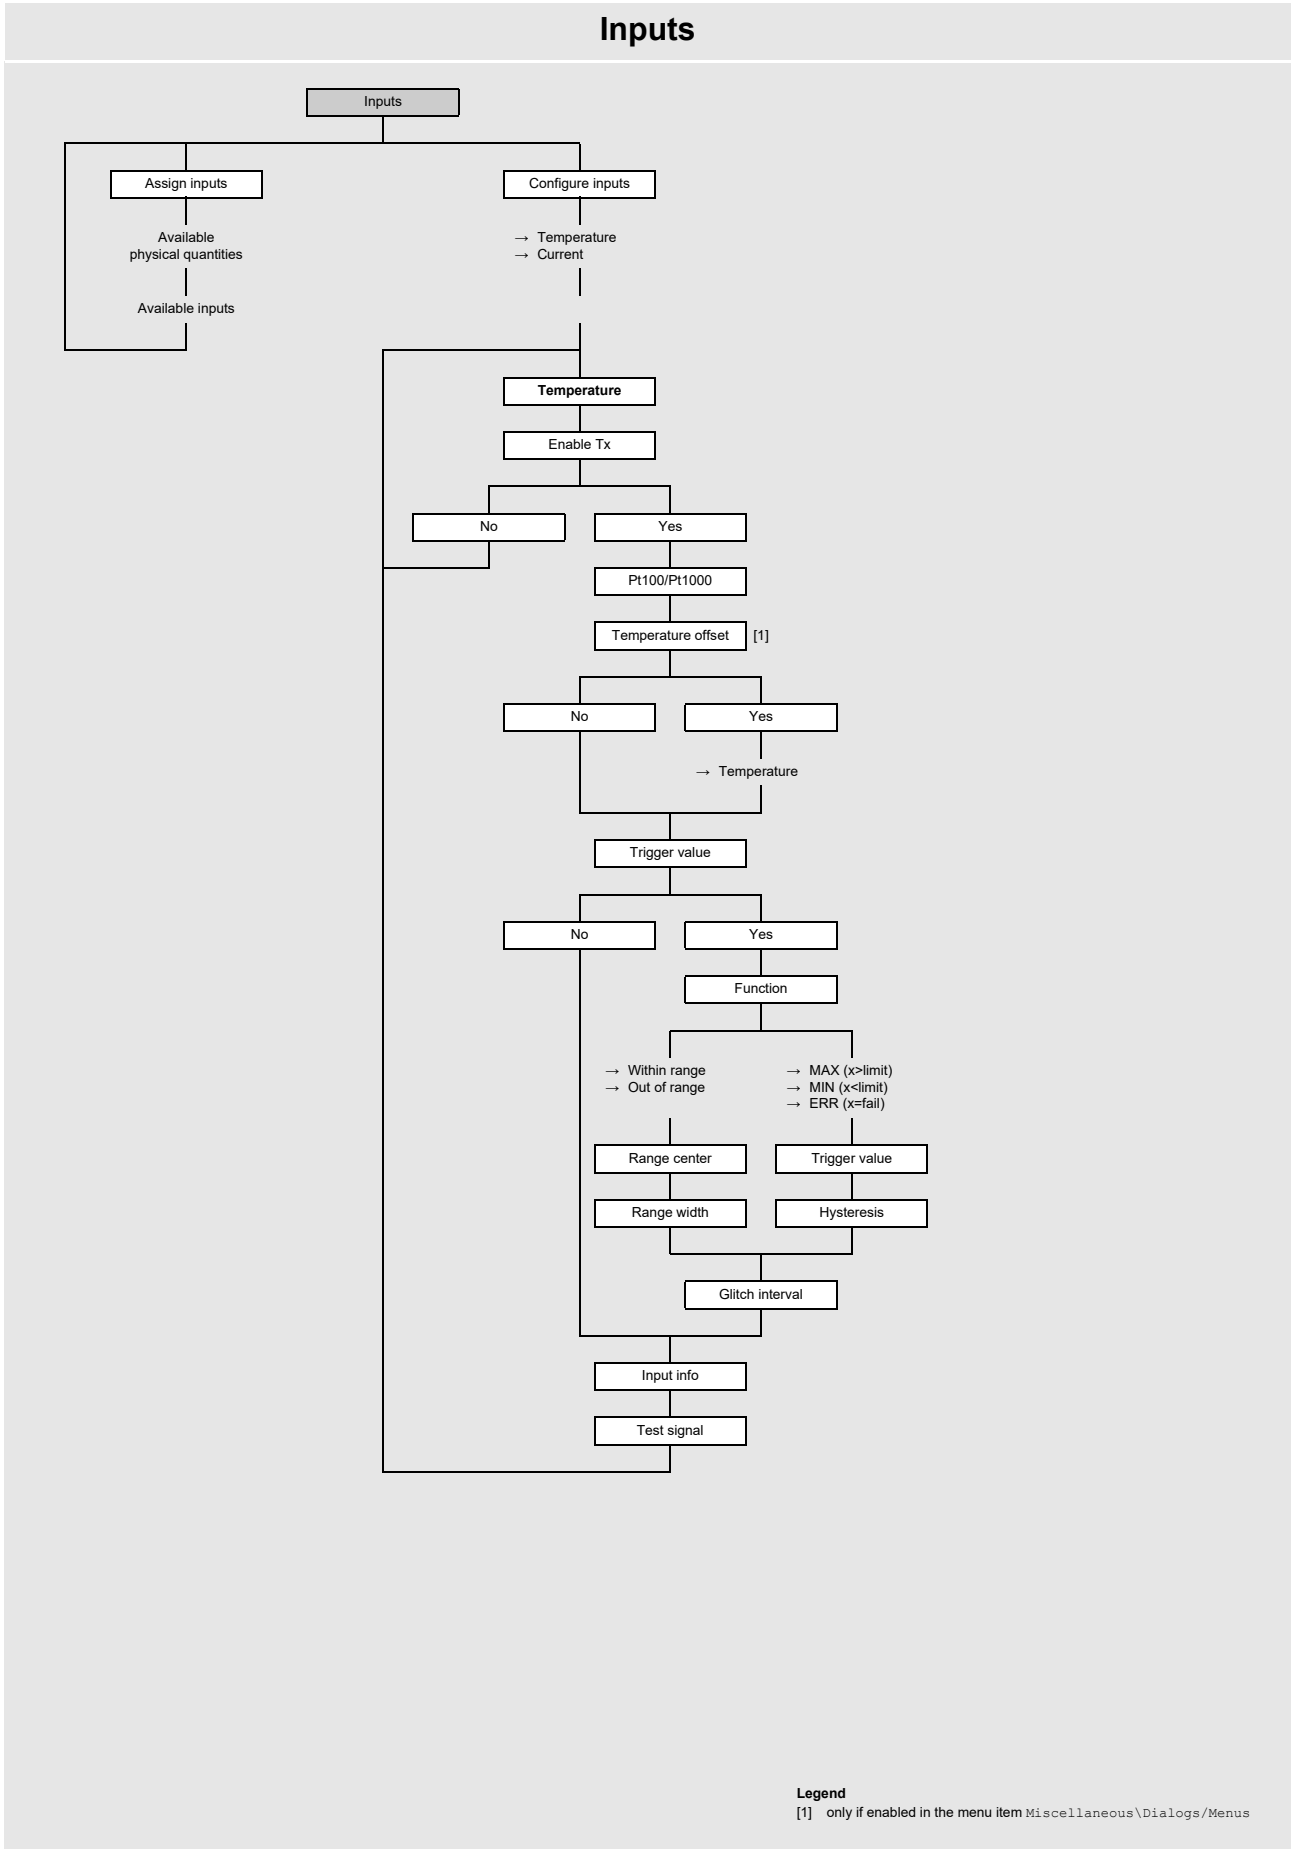 Inputs
Inputs
Assign inputs
Configure inputs
Available
physical quantities
→ Temperature
→ Current
Available inputs
Temperature
Enable Tx
No
Yes
Pt100/Pt1000
Temperature offset [1]
No
Yes
→ Temperature
Trigger value
No
Yes
Function
→ Within range
→ Out of range
→ MAX (x>limit)
→ MIN (x<limit)
→ ERR (x=fail)
Range center
Trigger value
Range width
Hysteresis
Glitch interval
Input info
Test signal
Legend
[1] only if enabled in the menu item Miscellaneous\Dialogs/Menus